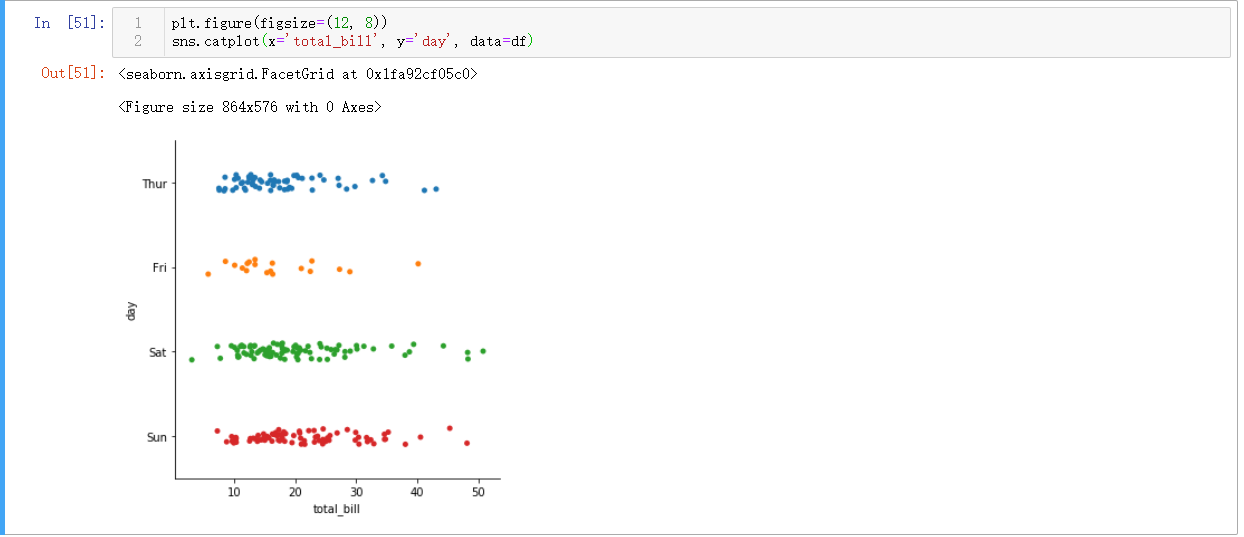 In [51]:
1 plt.figure(figsize=(12, 8))
2 sns.catplot(x='total_bill', y='day', data=df)
Out[51]: <seaborn.axisgrid.FacetGrid at 0x1fa92cf05c0>
<Figure size 864x576 with 0 Axes>
Thur
Fri
day
Sat
Sun
10 20 30 40 50
total_bill